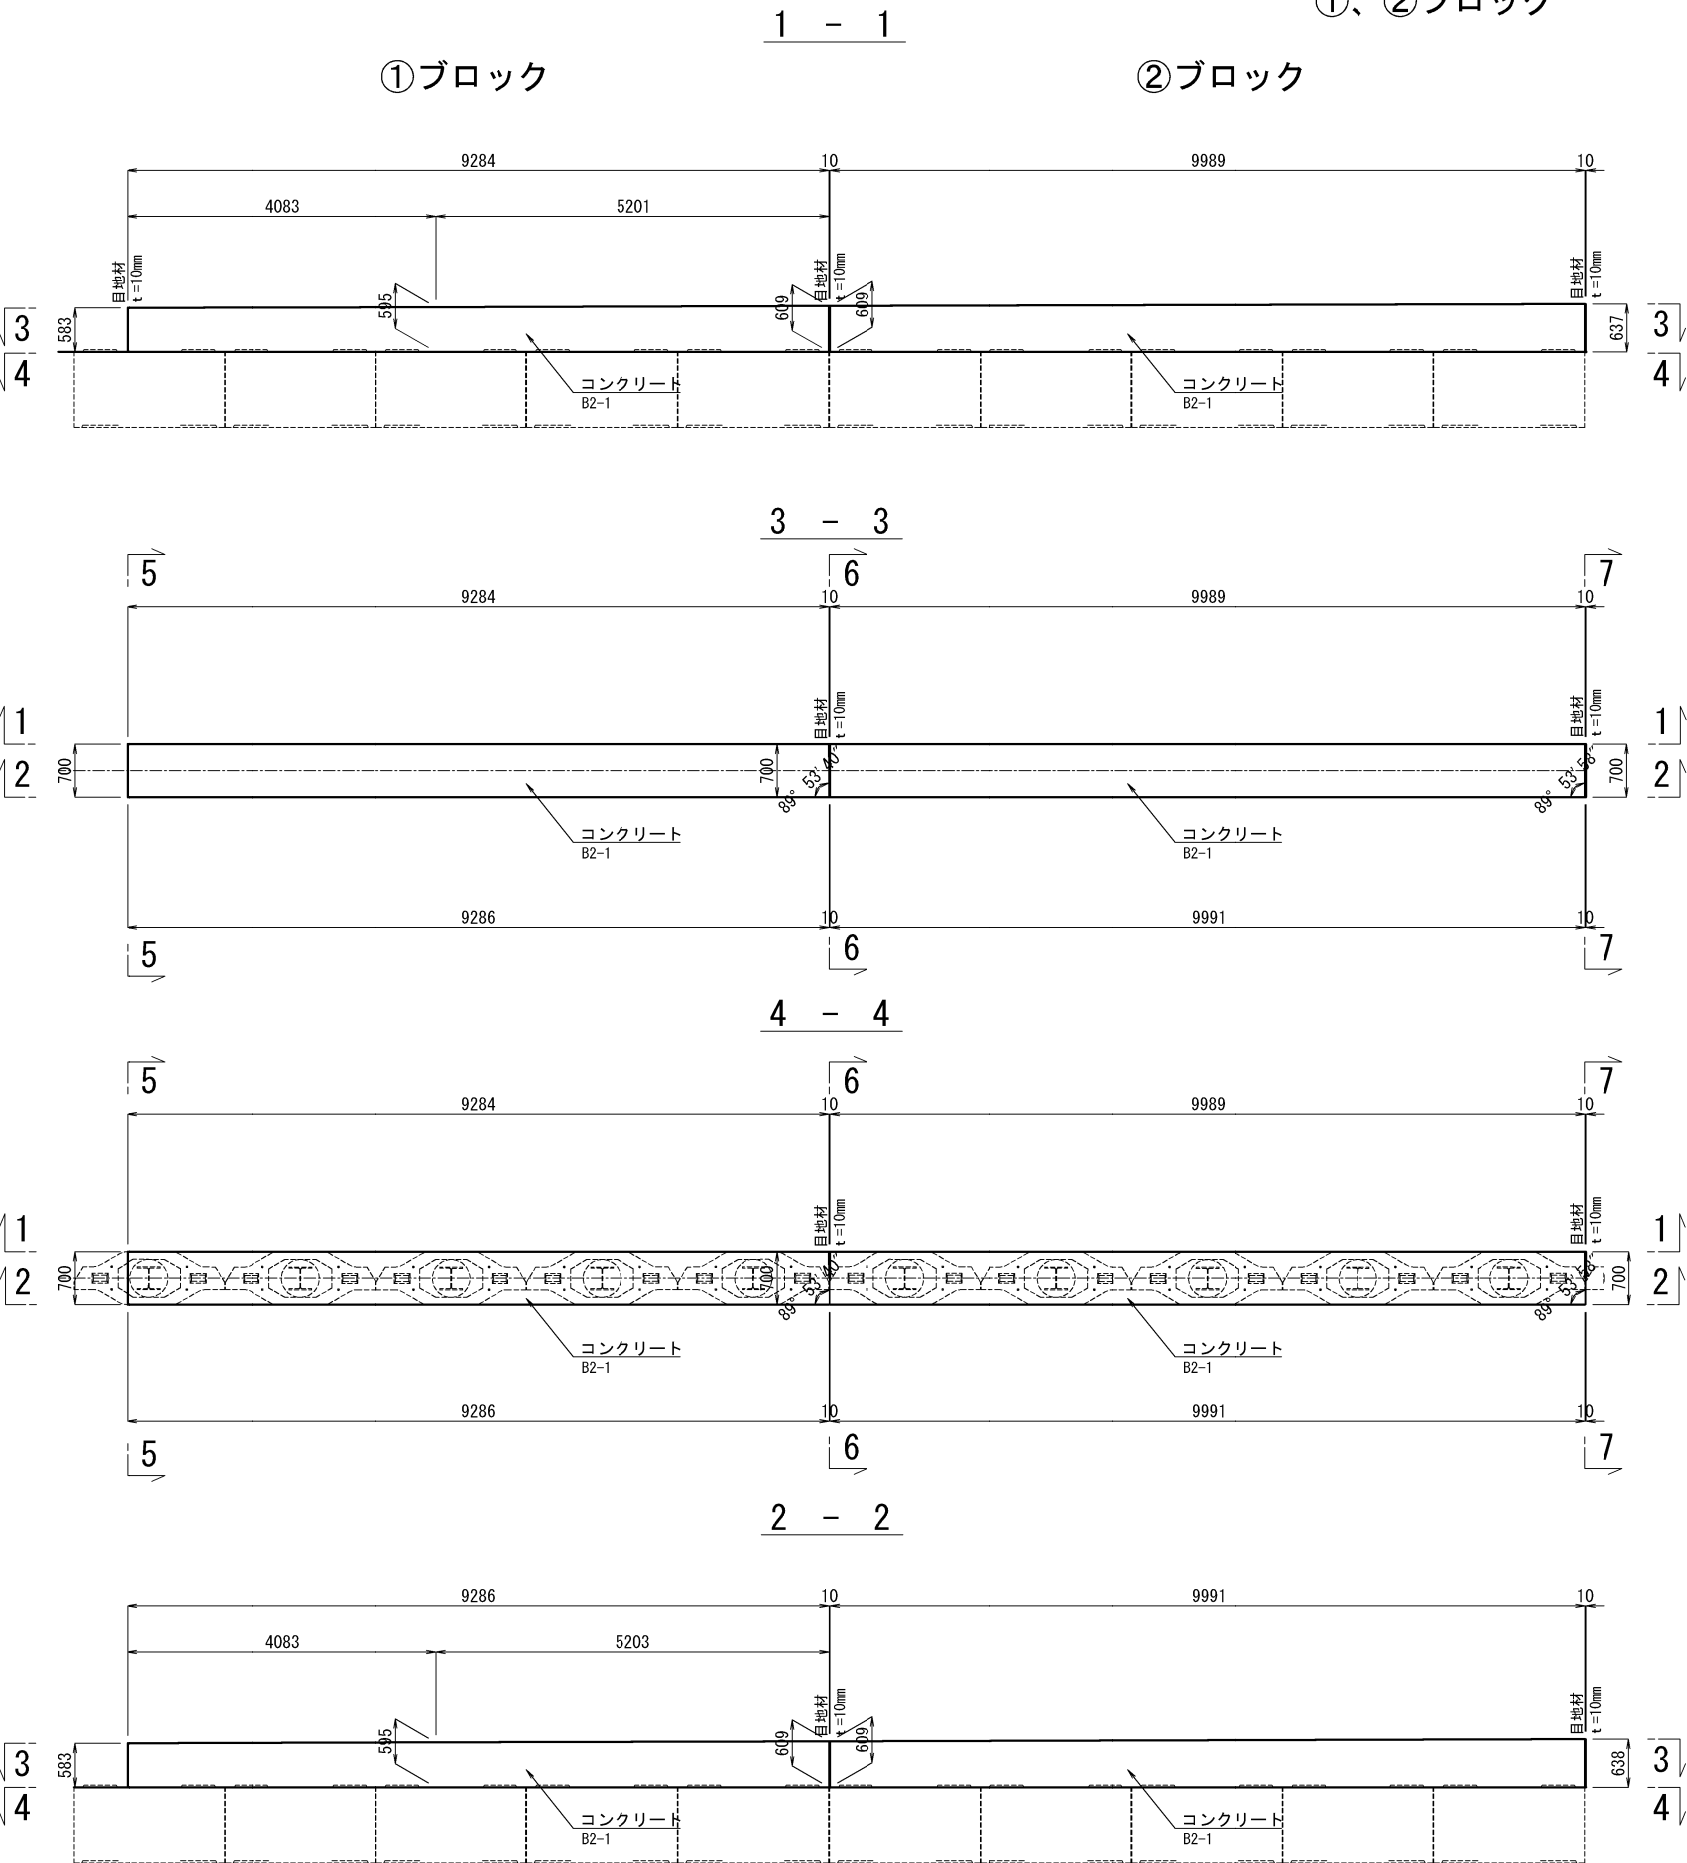 ①、②ブロック
1 - 1
①ブロック
②ブロック
9284
10
9989
10
4083
5201
目地材
t=10mm
目地材
t=10mm
目地材
t=10mm
583
595
609
609
637
3
4
3
4
コンクリート
B2-1
コンクリート
B2-1
3 - 3
5
6
7
9284
10
9989
10
目地材
t=10mm
目地材
t=10mm
1
2
1
2
700
700
700
89° 53' 40"
89° 53' 58"
コンクリート
B2-1
コンクリート
B2-1
9286
10
9991
10
5
6
7
4 - 4
5
6
7
9284
10
9989
10
目地材
t=10mm
目地材
t=10mm
1
2
1
2
700
700
700
89° 53' 40"
89° 53' 58"
コンクリート
B2-1
コンクリート
B2-1
9286
10
9991
10
5
6
7
2 - 2
9286
10
9991
10
4083
5203
目地材
t=10mm
目地材
t=10mm
583
595
609
609
638
3
4
3
4
コンクリート
B2-1
コンクリート
B2-1